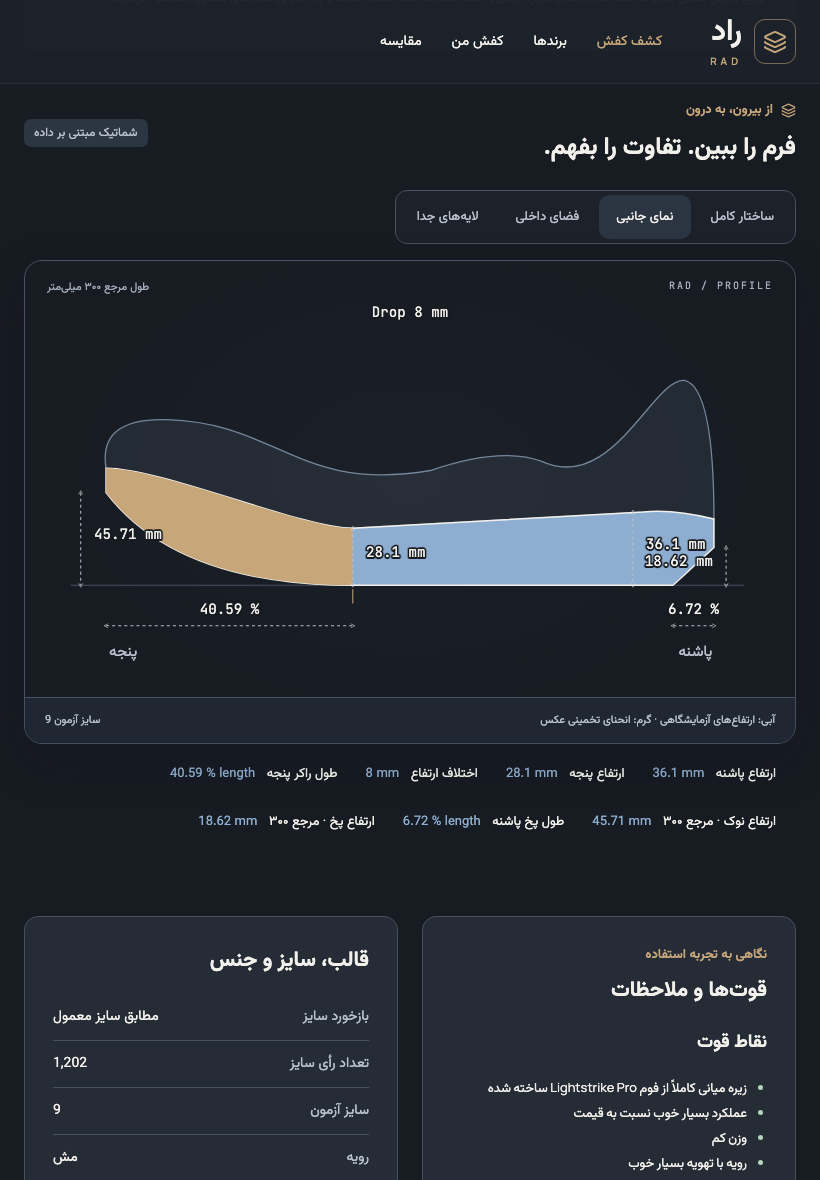 راد
RAD
کشف کفش
برندها
کفش من
مقایسه
از بیرون، به درون
فرم را ببین. تفاوت را بفهم.
شماتیک مبتنی بر داده
ساختار کامل
نمای جانبی
فضای داخلی
لایه‌های جدا
RAD / PROFILE
طول مرجع ۳۰۰ میلی‌متر
Drop 8 mm
45.71 mm
28.1 mm
36.1 mm
18.62 mm
40.59 %
6.72 %
پنجه
پاشنه
آبی: ارتفاع‌های آزمایشگاهی · گرم: انحنای تخمینی عکس
سایز آزمون 9
ارتفاع پاشنه 36.1 mm ارتفاع پنجه 28.1 mm اختلاف ارتفاع 8 mm طول راکر پنجه 40.59 % length
ارتفاع نوک · مرجع ۳۰۰ 45.71 mm طول پخ پاشنه 6.72 % length ارتفاع پخ · مرجع ۳۰۰ 18.62 mm
نگاهی به تجربه استفاده
قوت‌ها و ملاحظات
نقاط قوت
زیره میانی کاملاً از فوم Lightstrike Pro ساخته شده
عملکرد بسیار خوب نسبت به قیمت
وزن کم
رویه با تهویه بسیار خوب
قالب، سایز و جنس
بازخورد سایز مطابق سایز معمول
تعداد رأی سایز 1,202
سایز آزمون 9
رویه مش